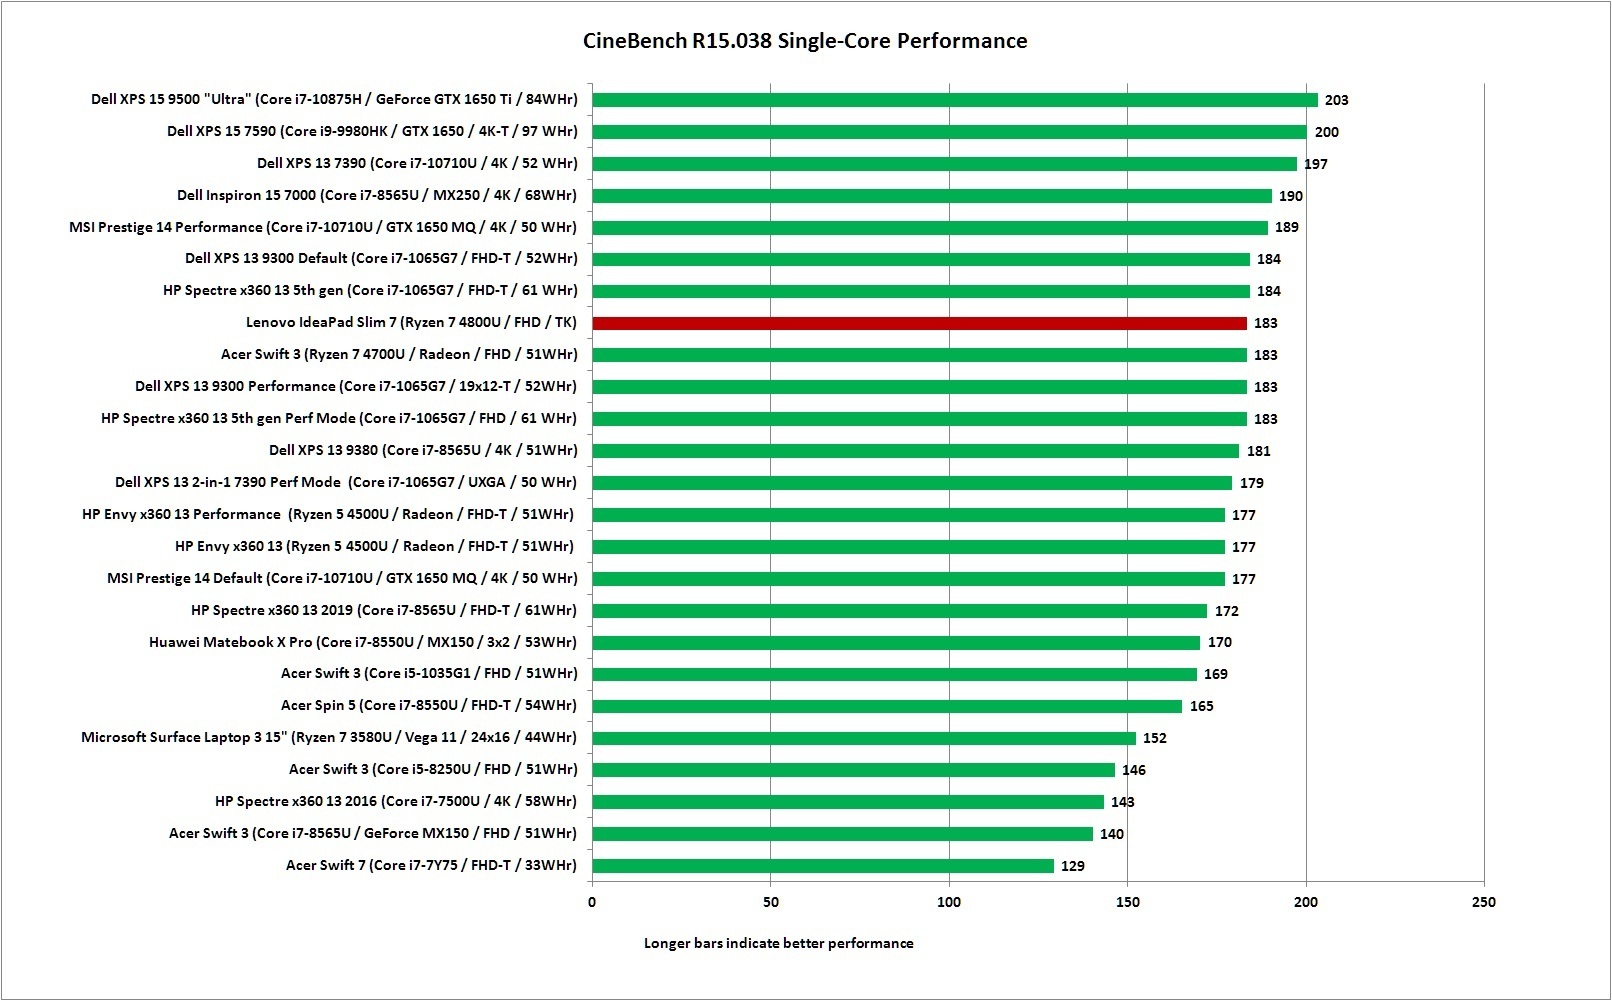 CineBench R15.038 Single-Core Performance
Dell XPS 15 9500 "Ultra" (Core i7-10875H / GeForce GTX 1650 Ti / 84WHr) 203
Dell XPS 15 7590 (Core i9-9980HK / GTX 1650 / 4K-T / 97 WHr) 200
Dell XPS 13 7390 (Core i7-10710U / 4K / 52 WHr) 197
Dell Inspiron 15 7000 (Core i7-8565U / MX250 / 4K / 68WHr) 190
MSI Prestige 14 Performance (Core i7-10710U / GTX 1650 MQ / 4K / 50 WHr) 189
Dell XPS 13 9300 Default (Core i7-1065G7 / FHD-T / 52WHr) 184
HP Spectre x360 13 5th gen (Core i7-1065G7 / FHD-T / 61 WHr) 184
Lenovo IdeaPad Slim 7 (Ryzen 7 4800U / FHD / TK) 183
Acer Swift 3 (Ryzen 7 4700U / Radeon / FHD / 51WHr) 183
Dell XPS 13 9300 Performance (Core i7-1065G7 / 19x12-T / 52WHr) 183
HP Spectre x360 13 5th gen Perf Mode (Core i7-1065G7 / FHD / 61 WHr) 183
Dell XPS 13 9380 (Core i7-8565U / 4K / 51WHr) 181
Dell XPS 13 2-in-1 7390 Perf Mode (Core i7-1065G7 / UXGA / 50 WHr) 179
HP Envy x360 13 Performance (Ryzen 5 4500U / Radeon / FHD-T / 51WHr) 177
HP Envy x360 13 (Ryzen 5 4500U / Radeon / FHD-T / 51WHr) 177
MSI Prestige 14 Default (Core i7-10710U / GTX 1650 MQ / 4K / 50 WHr) 177
HP Spectre x360 13 2019 (Core i7-8565U / FHD-T / 61WHr) 172
Huawei Matebook X Pro (Core i7-8550U / MX150 / 3x2 / 53WHr) 170
Acer Swift 3 (Core i5-1035G1 / FHD / 51WHr) 169
Acer Spin 5 (Core i7-8550U / FHD-T / 54WHr) 165
Microsoft Surface Laptop 3 15" (Ryzen 7 3580U / Vega 11 / 24x16 / 44WHr) 152
Acer Swift 3 (Core i5-8250U / FHD / 51WHr) 146
HP Spectre x360 13 2016 (Core i7-7500U / 4K / 58WHr) 143
Acer Swift 3 (Core i7-8565U / GeForce MX150 / FHD / 51WHr) 140
Acer Swift 7 (Core i7-7Y75 / FHD-T / 33WHr) 129
0 50 100 150 200 250
Longer bars indicate better performance